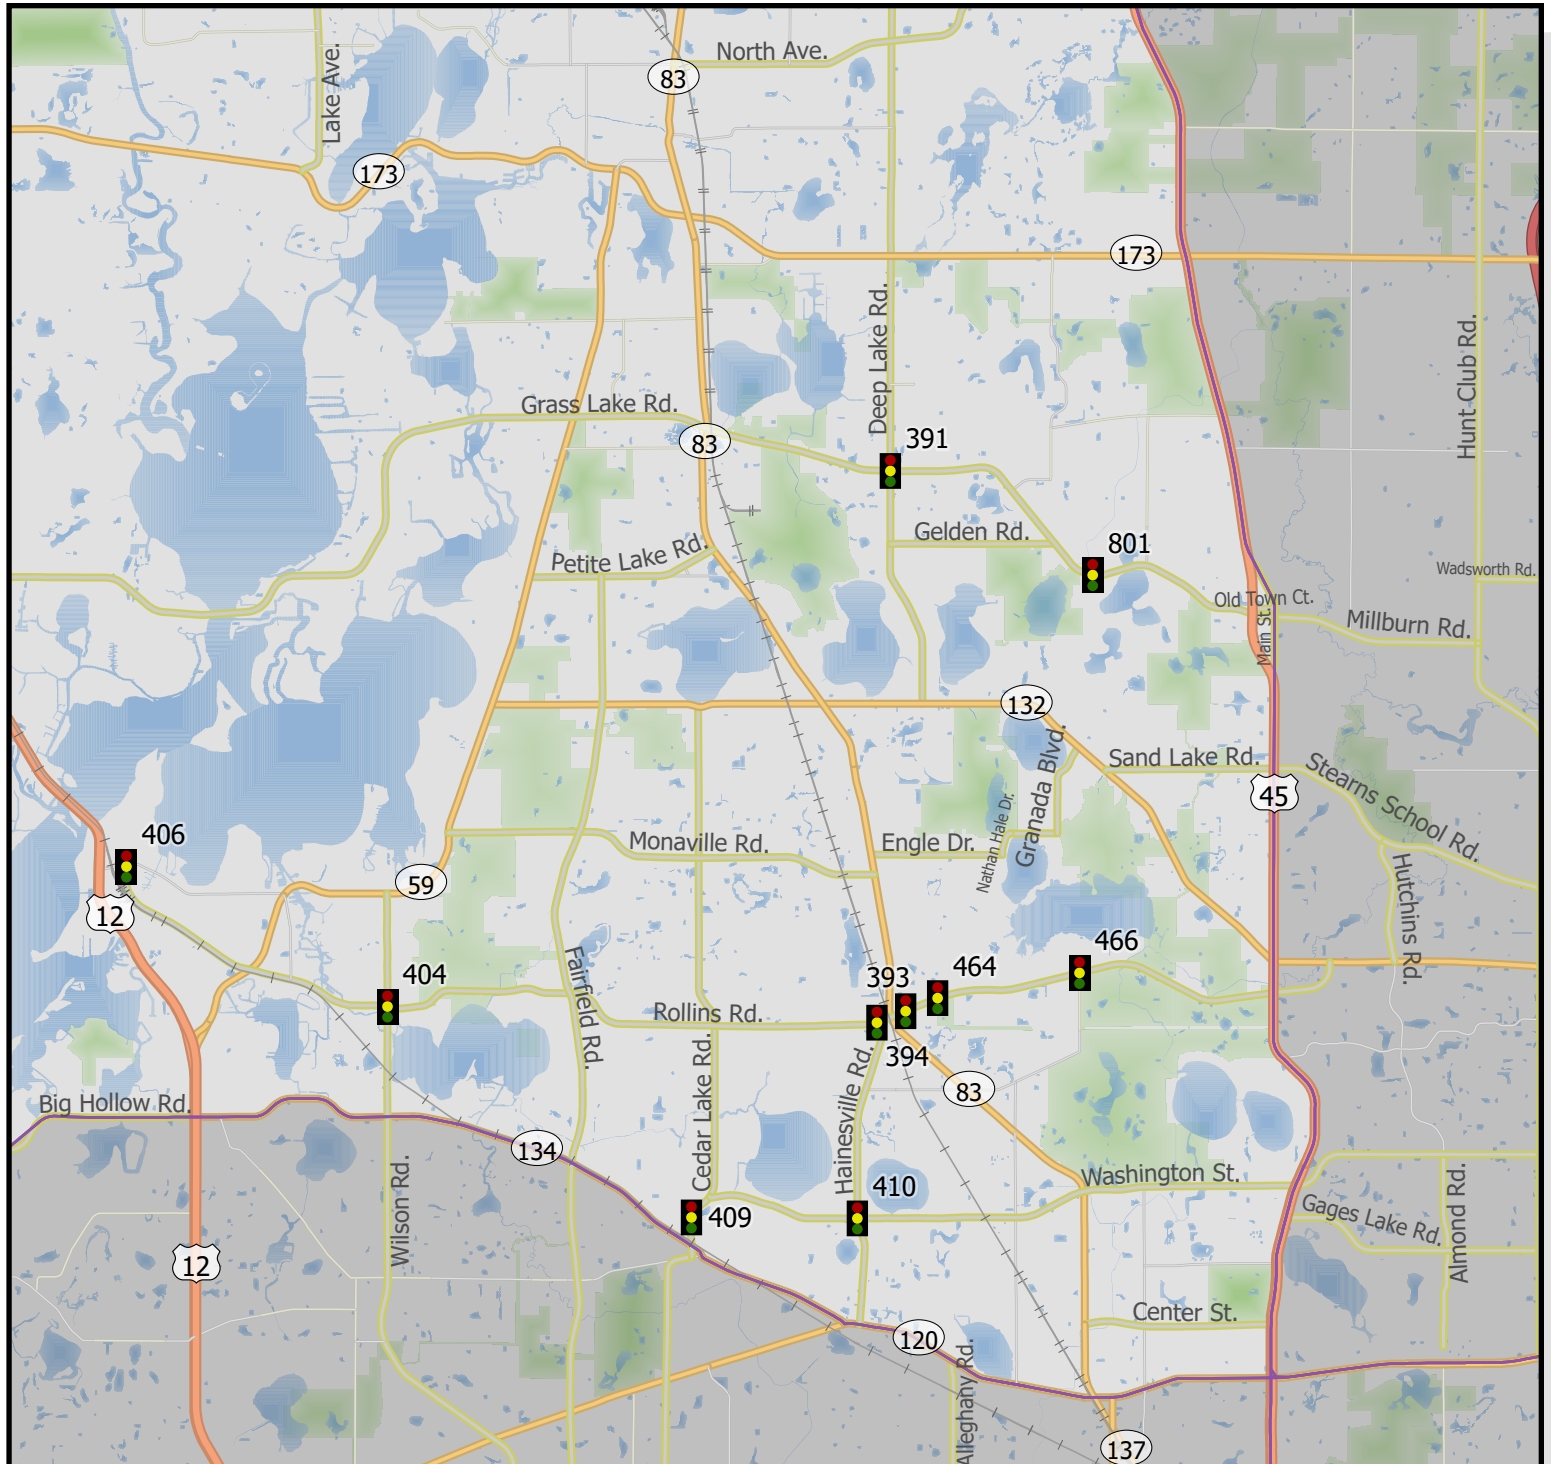 North Ave.
83
Lake Ave.
173
173
Deep Lake Rd.
Hunt Club Rd.
Grass Lake Rd.
83
391
Gelden Rd.
801
Petite Lake Rd.
Wadsworth Rd.
Old Town Ct.
Millburn Rd.
Main St.
132
Sand Lake Rd.
Stearns School Rd.
Granada Blvd.
45
Nathan Hale Dr.
406
Monaville Rd.
Engle Dr.
59
12
Hutchins Rd.
466
404
393
464
Fairfield Rd.
Rollins Rd.
394
Cedar Lake Rd.
Hainesville Rd.
83
Big Hollow Rd.
134
Washington St.
Wilson Rd.
410
409
Gages Lake Rd.
Almond Rd.
12
Center St.
120
Alleghany Rd.
137